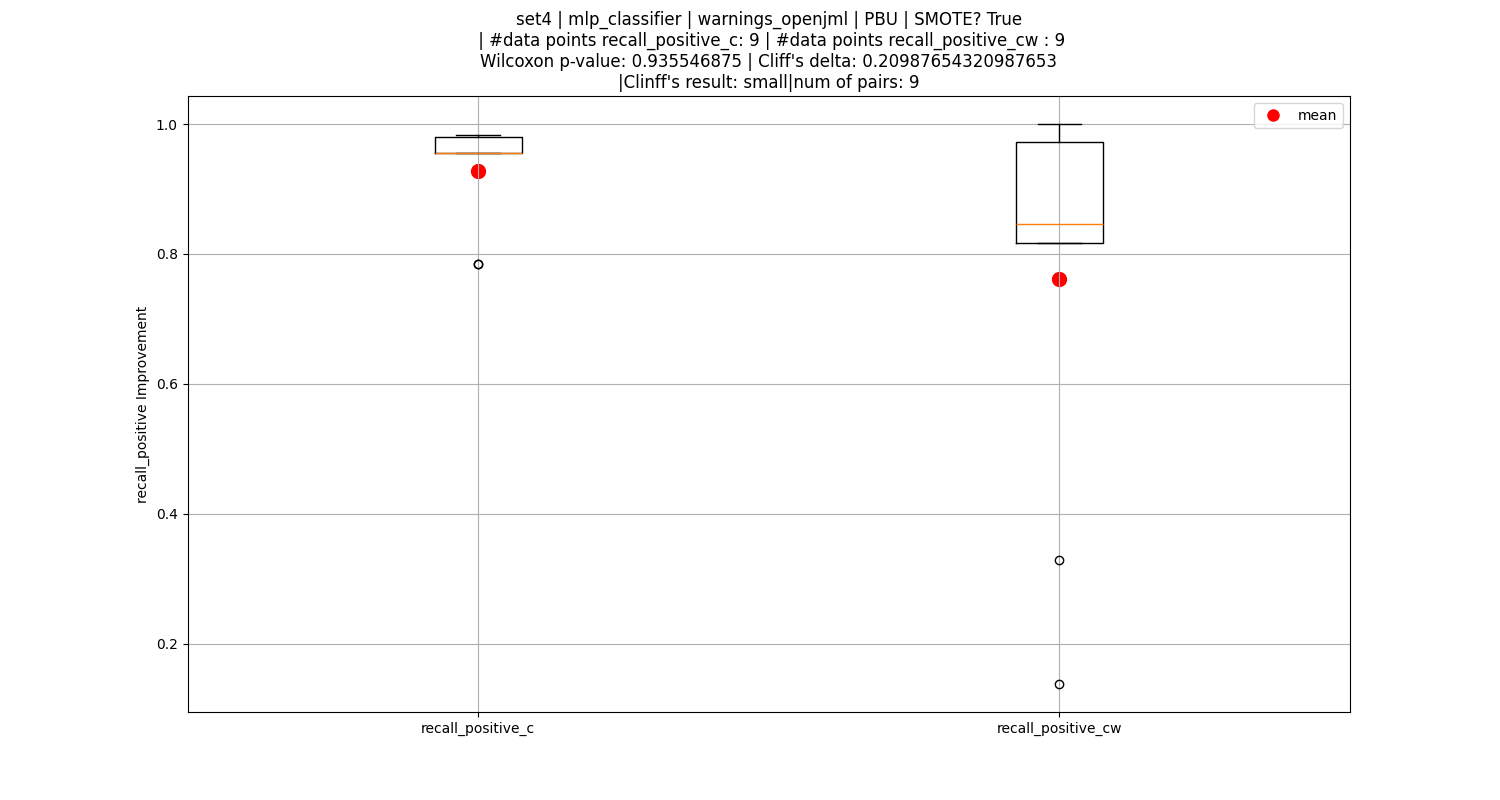 set4 | mlp_classifier | warnings_openjml | PBU | SMOTE? True
| #data points recall_positive_c: 9 | #data points recall_positive_cw : 9
Wilcoxon p-value: 0.935546875 | Cliff's delta: 0.20987654320987653
|Clinff's result: small|num of pairs: 9
mean
1.0
0.8
0.6
0.4
0.2
recall_positive Improvement
recall_positive_c
recall_positive_cw